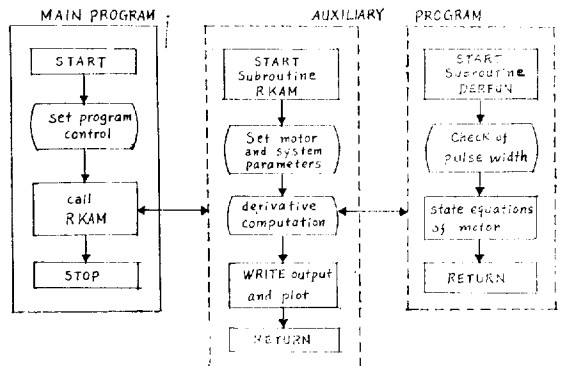 MAIN PROGRAM
START
Set program
control
call
RKAM
STOP
AUXILIARY PROGRAM
START
Subroutine
RKAM
Set motor
and system
parameters
derivative
computation
WRITE output
and plot
RETURN
START
Subroutine
DERFUN
Check of
pulse width
state equations
of motor
RETURN